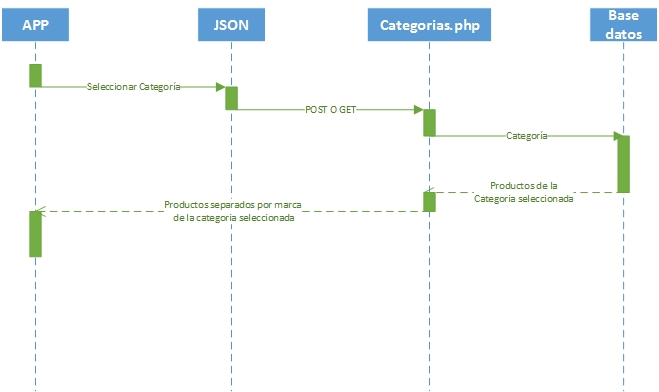 APP
JSON
Categorias.php
Base
datos
Seleccionar Categoría
POST O GET
Categoría
Productos de la
Categoria seleccionada
Productos separados por marca
de la categoria seleccionada